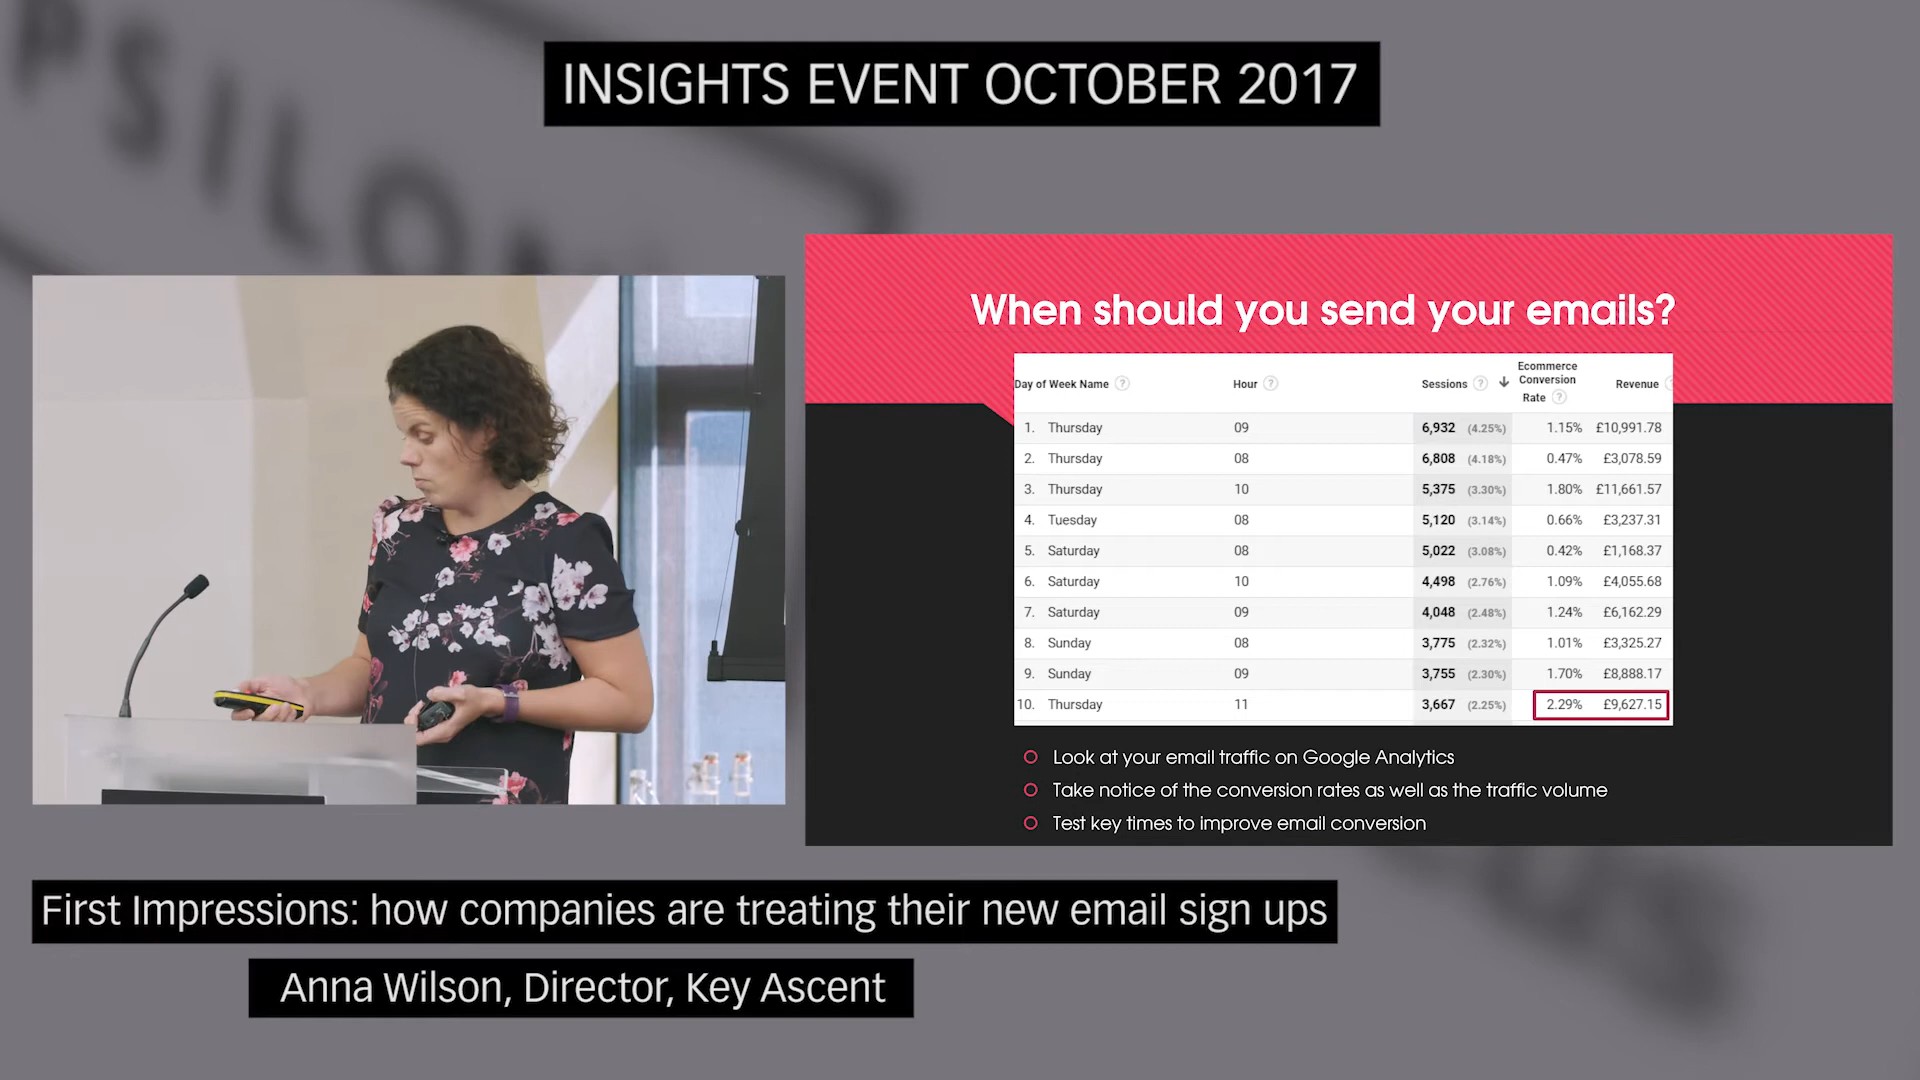 PSILON
INSIGHTS EVENT OCTOBER 2017
When should you send your emails?
Day of Week Name ? Hour ? Sessions ? ↓ Ecommerce Conversion Rate ? Revenue ?
1. Thursday 09 6,932 (4.25%) 1.15% £10,991.78
2. Thursday 08 6,808 (4.18%) 0.47% £3,078.59
3. Thursday 10 5,375 (3.30%) 1.80% £11,661.57
4. Tuesday 08 5,120 (3.14%) 0.66% £3,237.31
5. Saturday 08 5,022 (3.08%) 0.42% £1,168.37
6. Saturday 10 4,498 (2.76%) 1.09% £4,055.68
7. Saturday 09 4,048 (2.48%) 1.24% £6,162.29
8. Sunday 08 3,775 (2.32%) 1.01% £3,325.27
9. Sunday 09 3,755 (2.30%) 1.70% £8,888.17
10. Thursday 11 3,667 (2.25%) 2.29% £9,627.15
Look at your email traffic on Google Analytics
Take notice of the conversion rates as well as the traffic volume
Test key times to improve email conversion
First Impressions: how companies are treating their new email sign ups
Anna Wilson, Director, Key Ascent